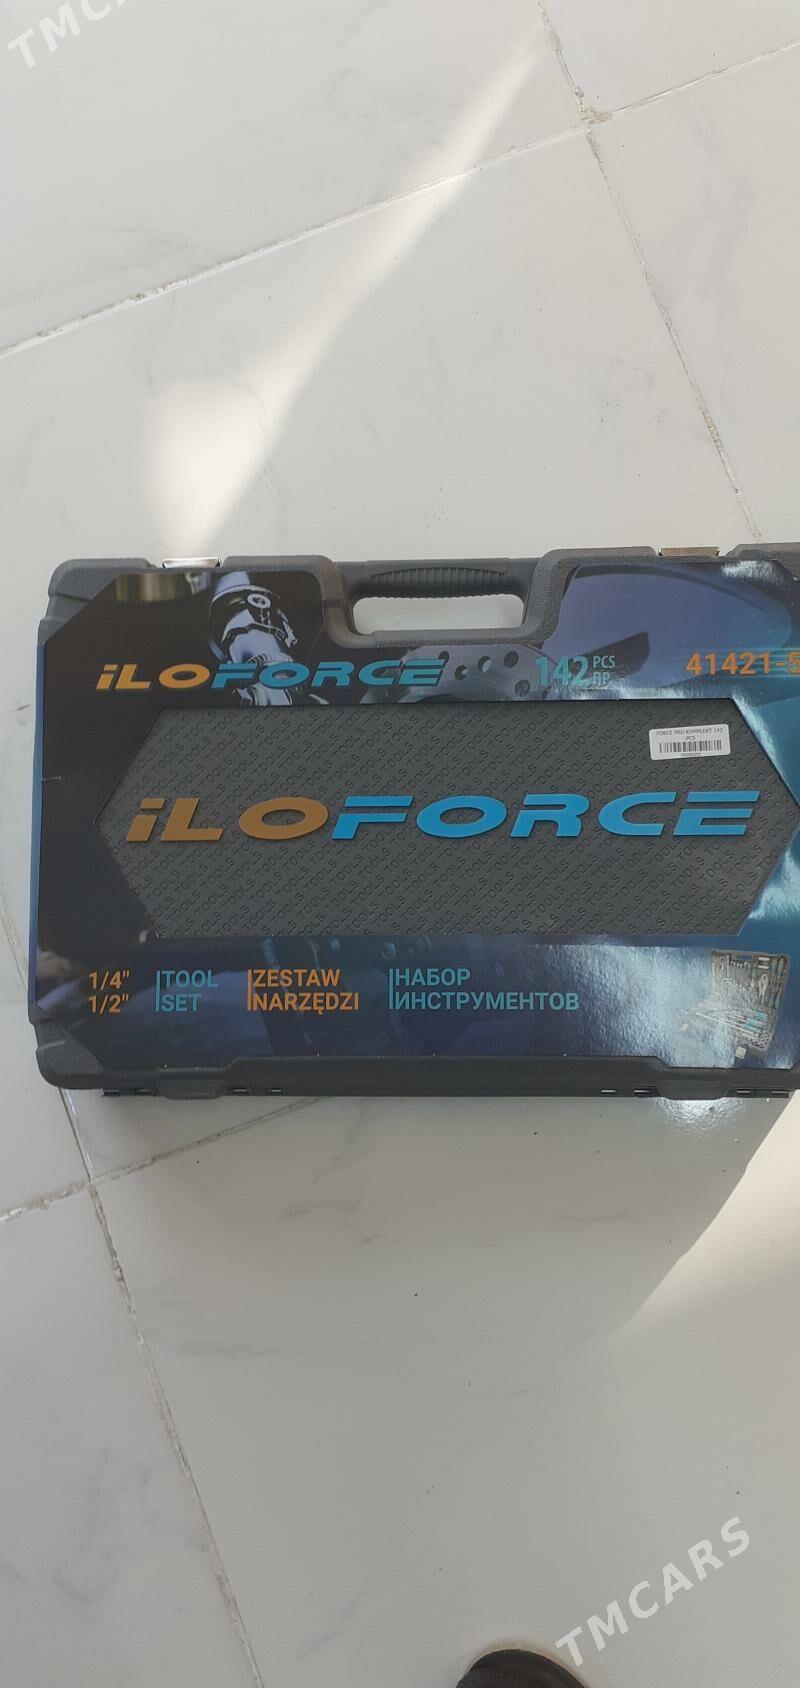 iLOFORCE
142 PCS
ПР.
41421-5
FORCE PRO KOMPLEKT 142
PCS
iLOFORCE
1/4"
1/2"
TOOL
SET
ZESTAW
NARZĘDZI
НАБОР
ИНСТРУМЕНТОВ
TMCARS